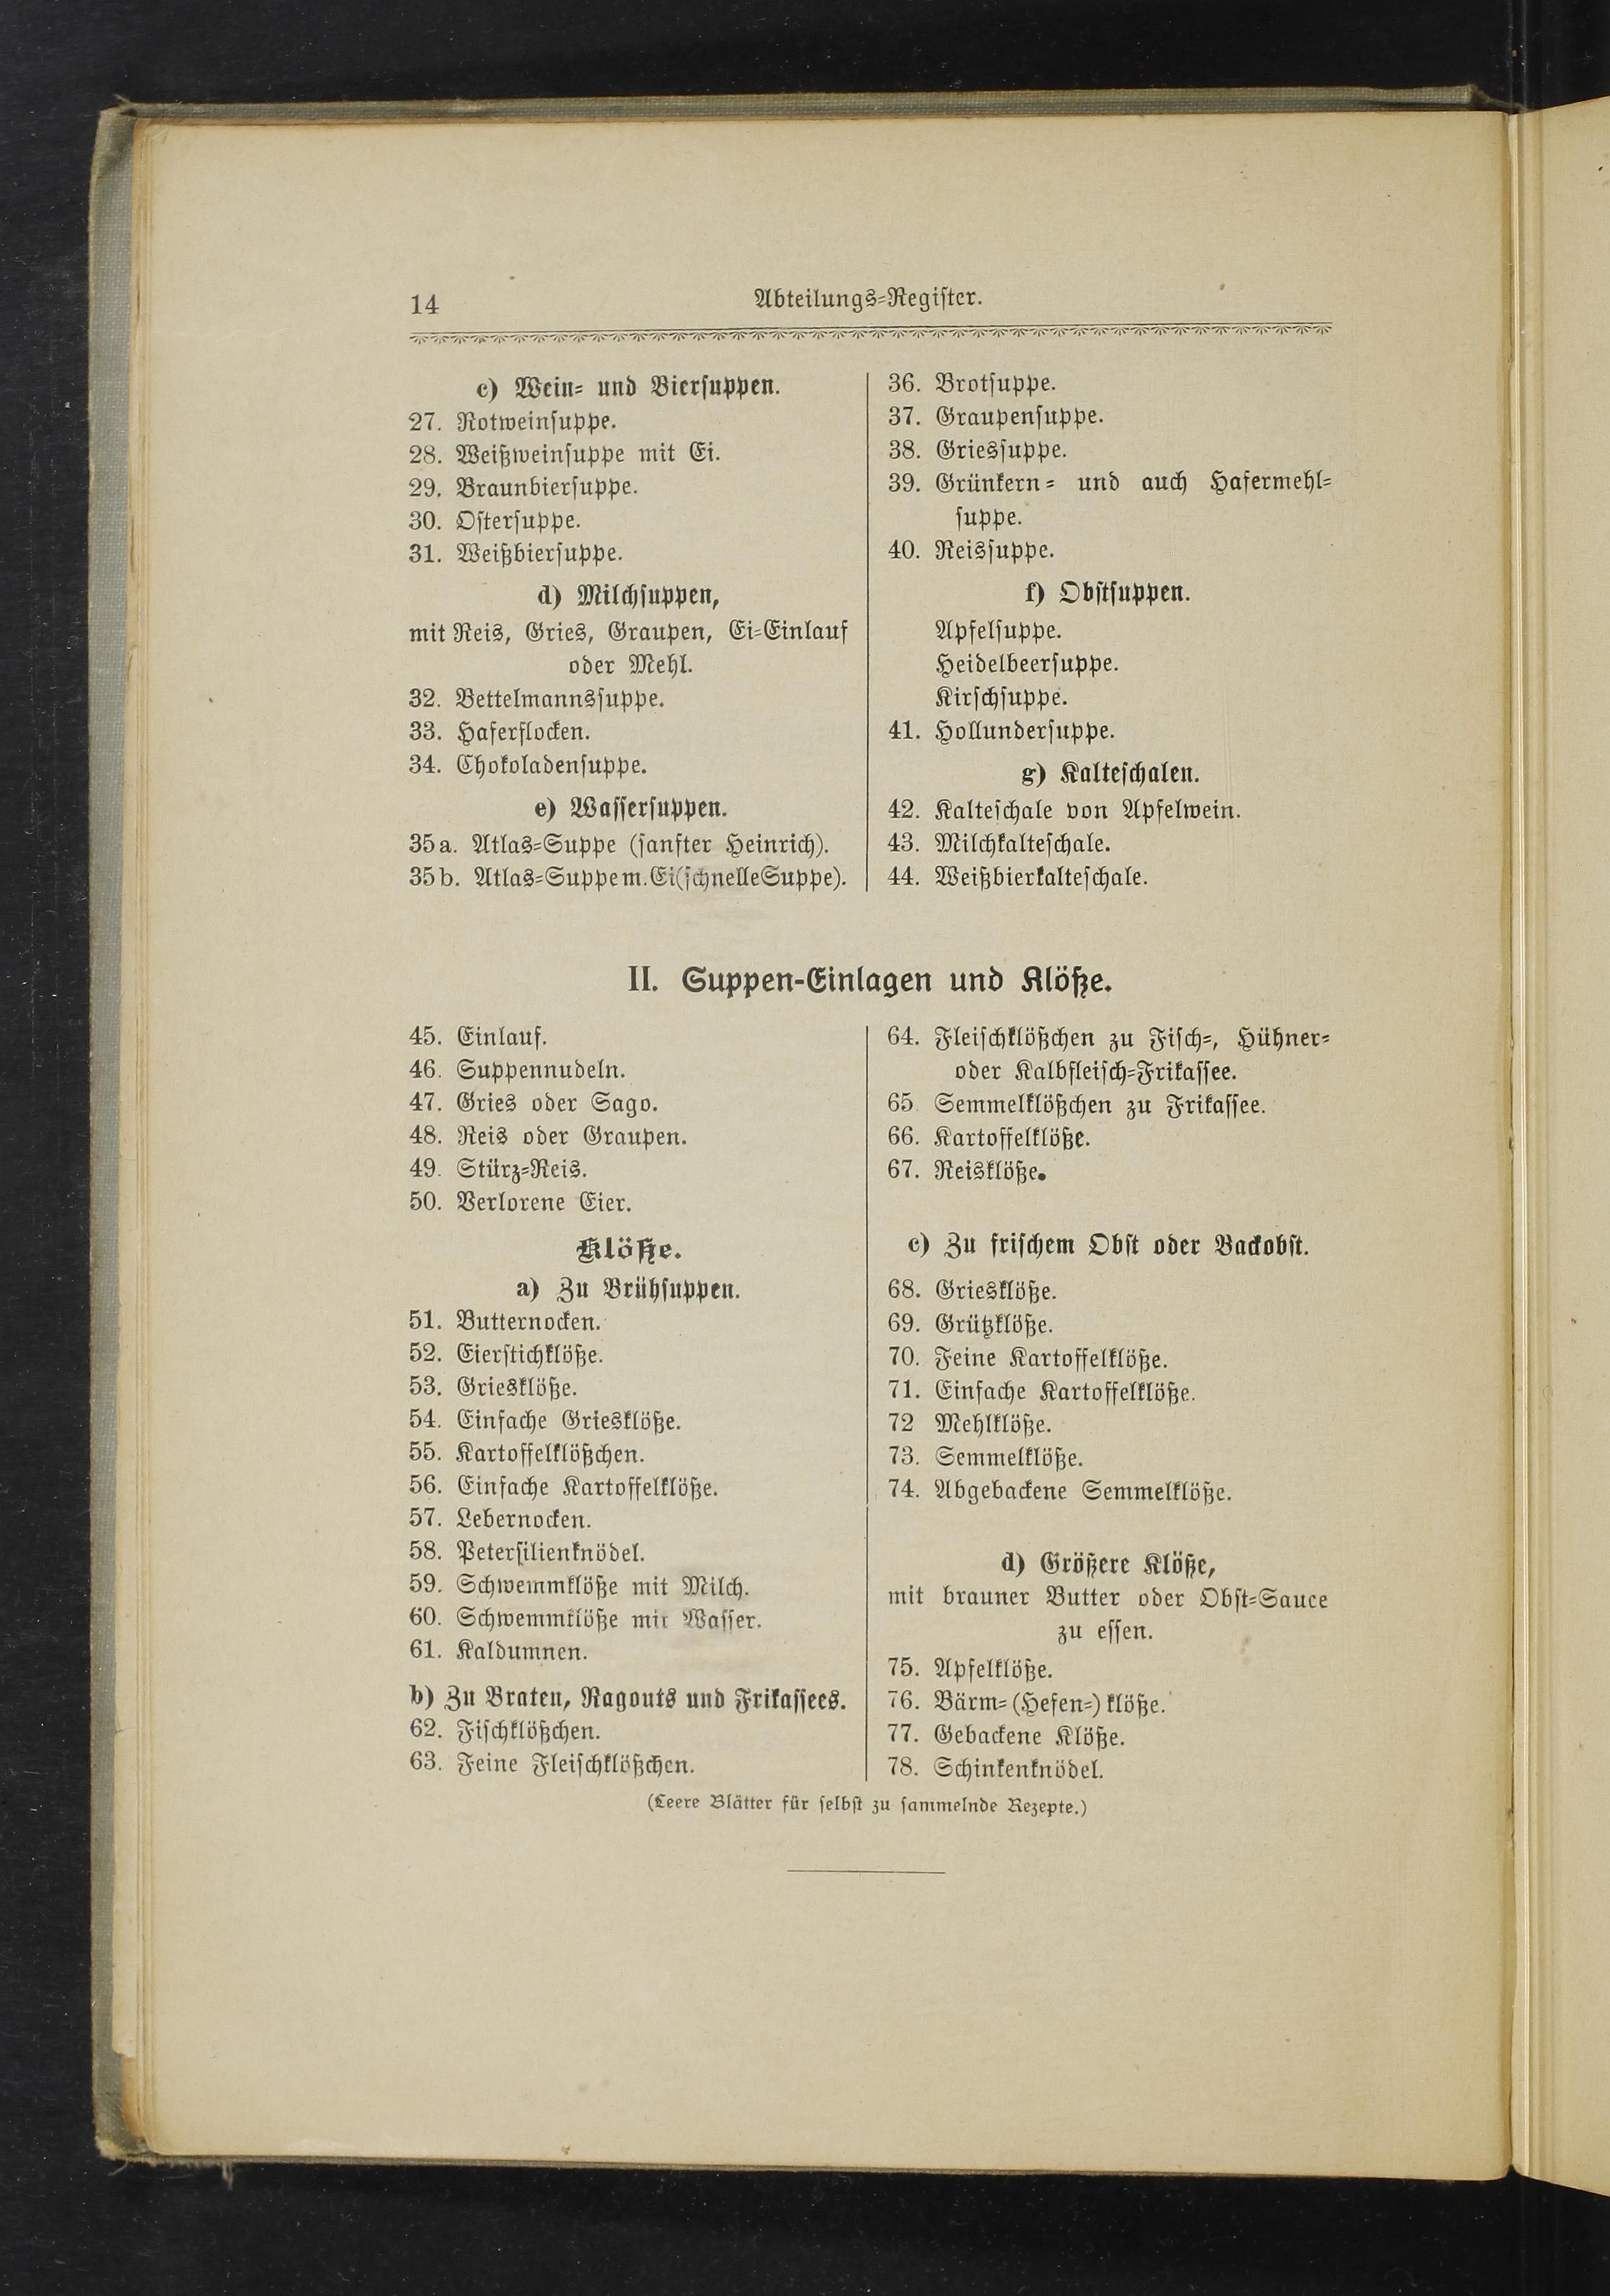 14
Abteilungs-Register.
c) Wein- und Biersuppen.
27. Rotweinsuppe.
28. Weißweinsuppe mit Ei.
29. Braunbiersuppe.
30. Ostersuppe.
31. Weißbiersuppe.
d) Milchsuppen,
mit Reis, Gries, Graupen, Ei-Einlauf
oder Mehl.
32. Bettelmannssuppe.
33. Haferflocken.
34. Chokoladensuppe.
e) Wassersuppen.
35a. Atlas-Suppe (sanfter Heinrich).
35b. Atlas-Suppe m. Ei (schnelle Suppe).
36. Brotsuppe.
37. Graupensuppe.
38. Griessuppe.
39. Grünkern- und auch Hafermehl-
suppe.
40. Reissuppe.
f) Obstsuppen.
Apfelsuppe.
Heidelbeersuppe.
Kirschsuppe.
41. Hollundersuppe.
g) Kalteschalen.
42. Kalteschale von Apfelwein.
43. Milchkalteschale.
44. Weißbierkalteschale.
II. Suppen-Einlagen und Klöße.
45. Einlauf.
46. Suppennudeln.
47. Gries oder Sago.
48. Reis oder Graupen.
49. Stürz-Reis.
50. Verlorene Eier.
Klöße.
a) Zu Brühsuppen.
51. Butternocken.
52. Eierstichklöße.
53. Griesklöße.
54. Einfache Griesklöße.
55. Kartoffelklößchen.
56. Einfache Kartoffelklöße.
57. Lebernocken.
58. Petersilienknödel.
59. Schwemmklöße mit Milch.
60. Schwemmklöße mit Wasser.
61. Kaldumnen.
b) Zu Braten, Ragouts und Frikassees.
62. Fischklößchen.
63. Feine Fleischklößchen.
64. Fleischklößchen zu Fisch-, Hühner-
oder Kalbfleisch-Frikassee.
65. Semmelklößchen zu Frikassee.
66. Kartoffelklöße.
67. Reisklöße.
c) Zu frischem Obst oder Backobst.
68. Griesklöße.
69. Grützklöße.
70. Feine Kartoffelklöße.
71. Einfache Kartoffelklöße.
72 Mehlklöße.
73. Semmelklöße.
74. Abgebackene Semmelklöße.
d) Größere Klöße,
mit brauner Butter oder Obst-Sauce
zu essen.
75. Apfelklöße.
76. Bärm- (Hefen-) klöße.
77. Gebackene Klöße.
78. Schinkenknödel.
(Leere Blätter für selbst zu sammelnde Rezepte.)